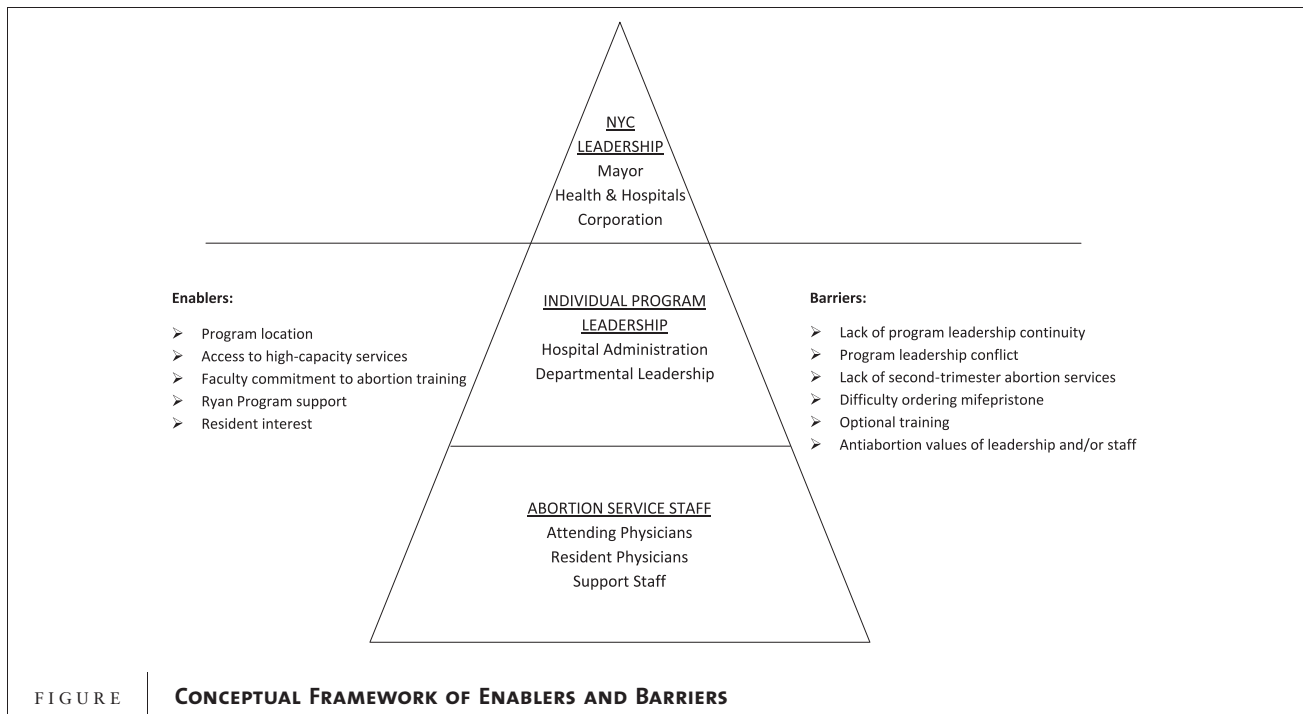 NYC
LEADERSHIP
Mayor
Health & Hospitals
Corporation
Enablers:
➢ Program location
➢ Access to high-capacity services
➢ Faculty commitment to abortion training
➢ Ryan Program support
➢ Resident interest
INDIVIDUAL PROGRAM
LEADERSHIP
Hospital Administration
Departmental Leadership
Barriers:
➢ Lack of program leadership continuity
➢ Program leadership conflict
➢ Lack of second-trimester abortion services
➢ Difficulty ordering mifepristone
➢ Optional training
➢ Antiabortion values of leadership and/or staff
ABORTION SERVICE STAFF
Attending Physicians
Resident Physicians
Support Staff
FIGURE CONCEPTUAL FRAMEWORK OF ENABLERS AND BARRIERS